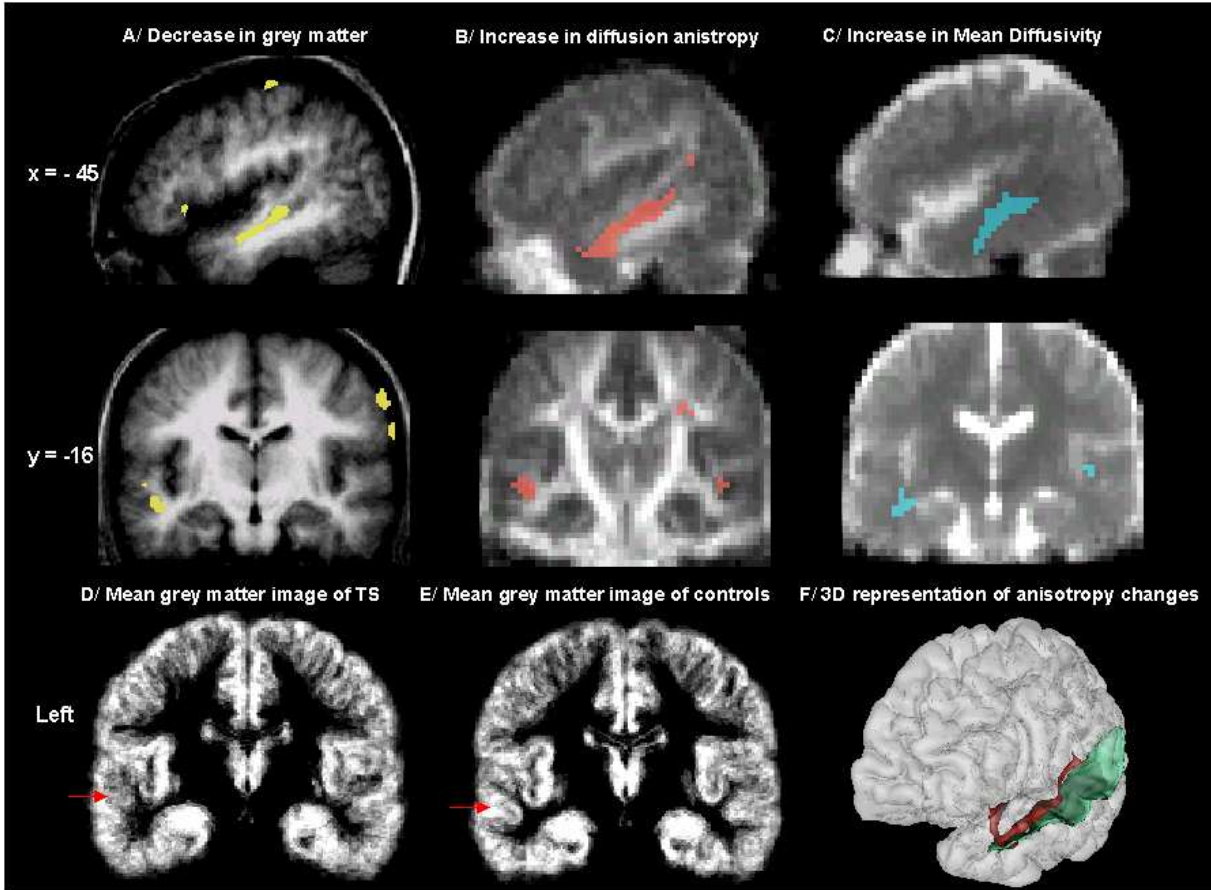 A/ Decrease in grey matter
B/ Increase in diffusion anistropy
C/ Increase in Mean Diffusivity
x = - 45
y = -16
D/ Mean grey matter image of TS
E/ Mean grey matter image of controls
F/ 3D representation of anisotropy changes
Left